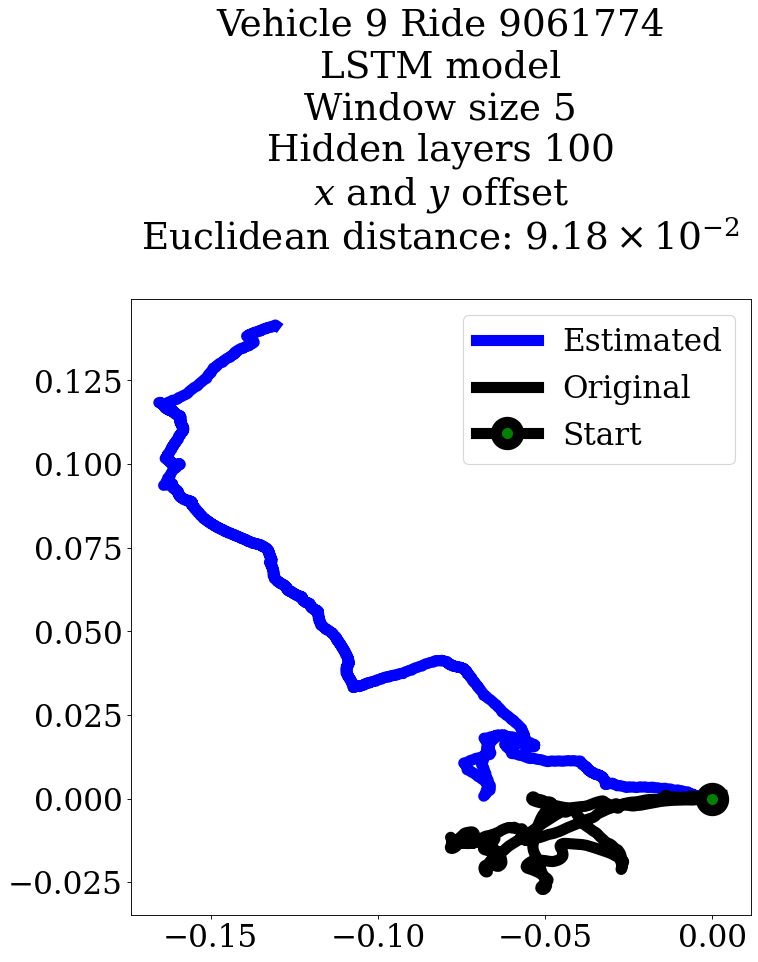 Vehicle 9 Ride 9061774
LSTM model
Window size 5
Hidden layers 100
x and y offset
Euclidean distance: 9.18 × 10⁻²
Estimated
Original
Start
0.125
0.100
0.075
0.050
0.025
0.000
−0.025
−0.15 −0.10 −0.05 0.00